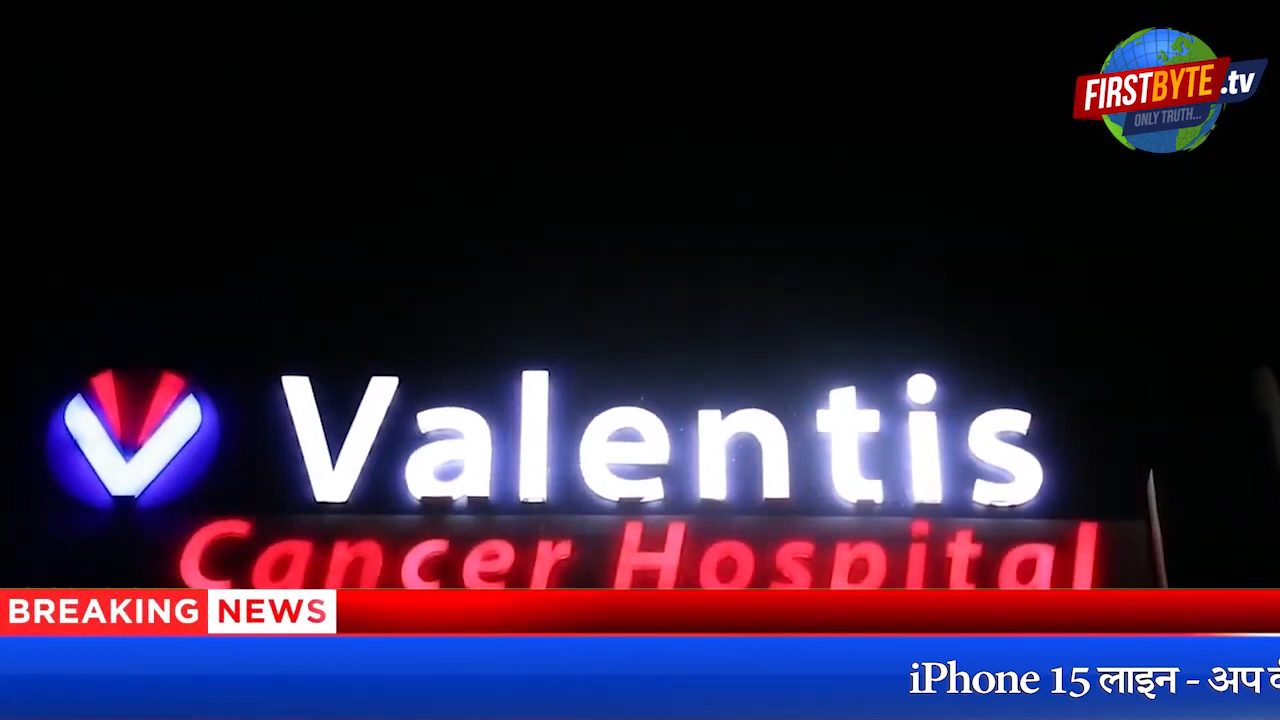 FIRSTBYTE.tv
ONLY TRUTH...
Valentis
Cancer Hospital
BREAKING NEWS
iPhone 15 लाइन - अप